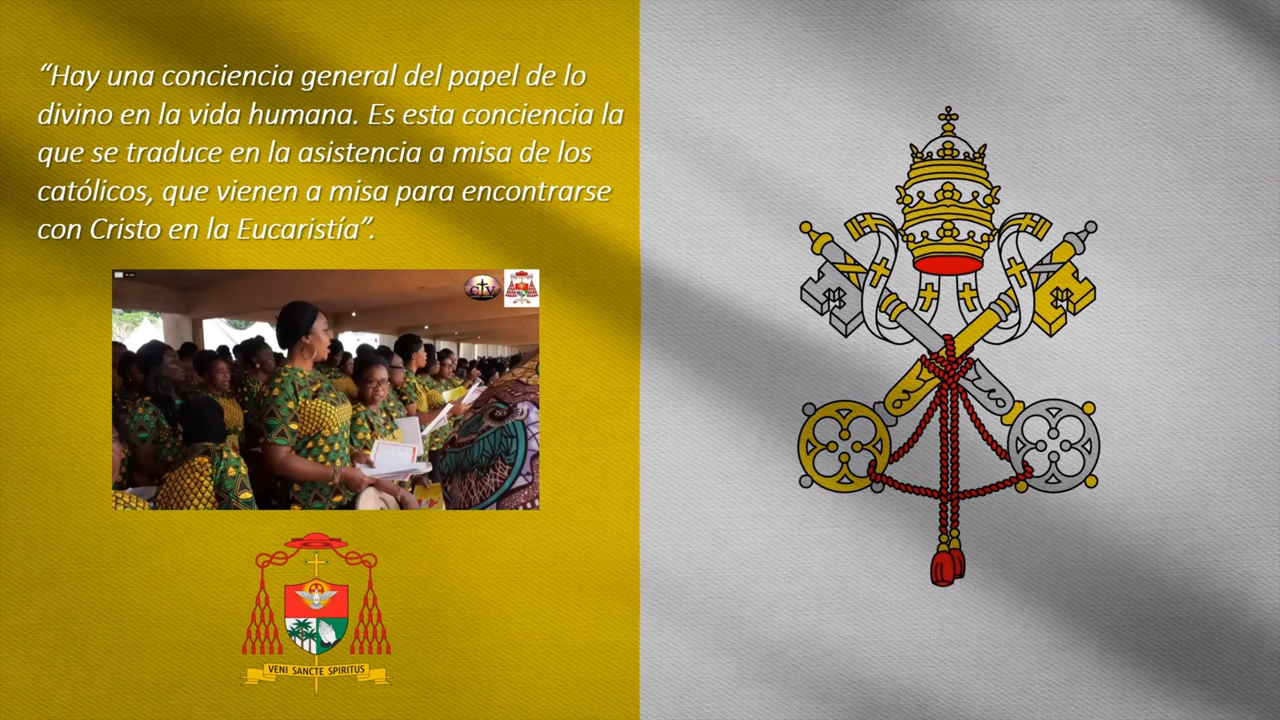 “Hay una conciencia general del papel de lo
divino en la vida humana. Es esta conciencia la
que se traduce en la asistencia a misa de los
católicos, que vienen a misa para encontrarse
con Cristo en la Eucaristía”.
ctv
VENI SANCTE SPIRITUS